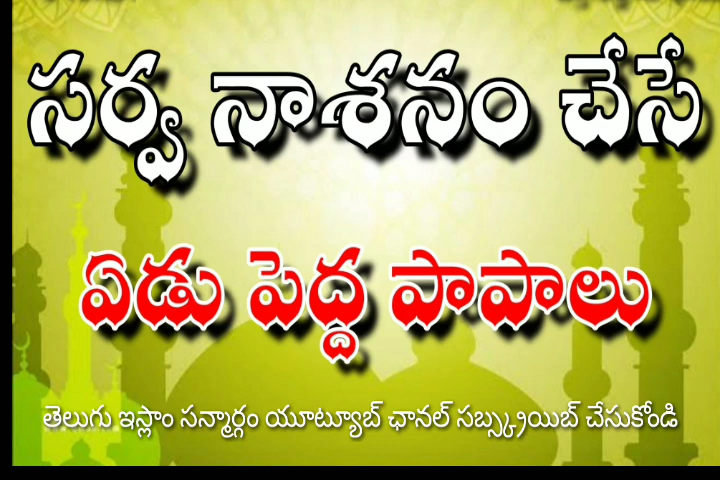 సర్వ నాశనం చేసే
ఏడు పెద్ద పాపాలు
తెలుగు ఇస్లాం సన్మార్గం యూట్యూబ్ ఛానల్ సబ్స్క్రయిబ్ చేసుకోండి